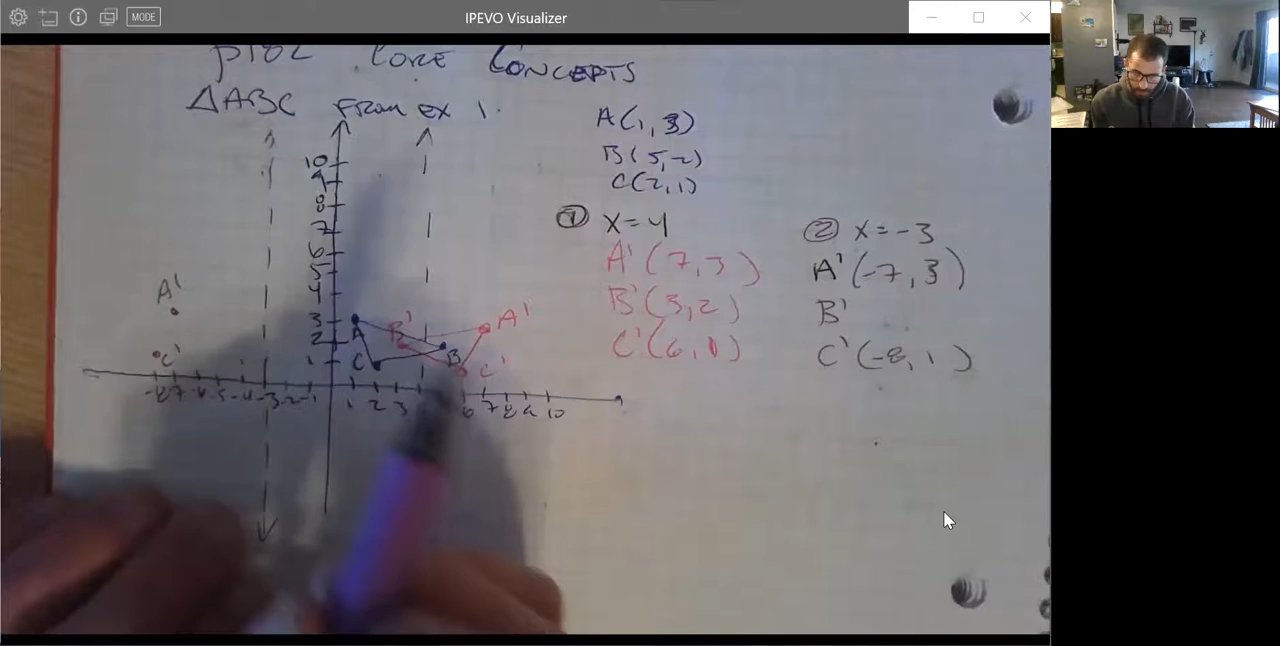 IPEVO Visualizer
MODE
p182 Core Concepts
△ABC From ex 1.
A(1,3)
B(5,2)
C(2,1)
① x=4
A'(7,3)
B'(3,2)
C'(6,1)
② x=-3
A'(-7,3)
B'
C'(-8,1)
10
9
8
7
6
5
4
3
2
1
A'
C'
A
B'
A'
C
B
C'
-8 -7 -6 -5 -4 -3 -2 -1 1 2 3 6 7 8 9 10